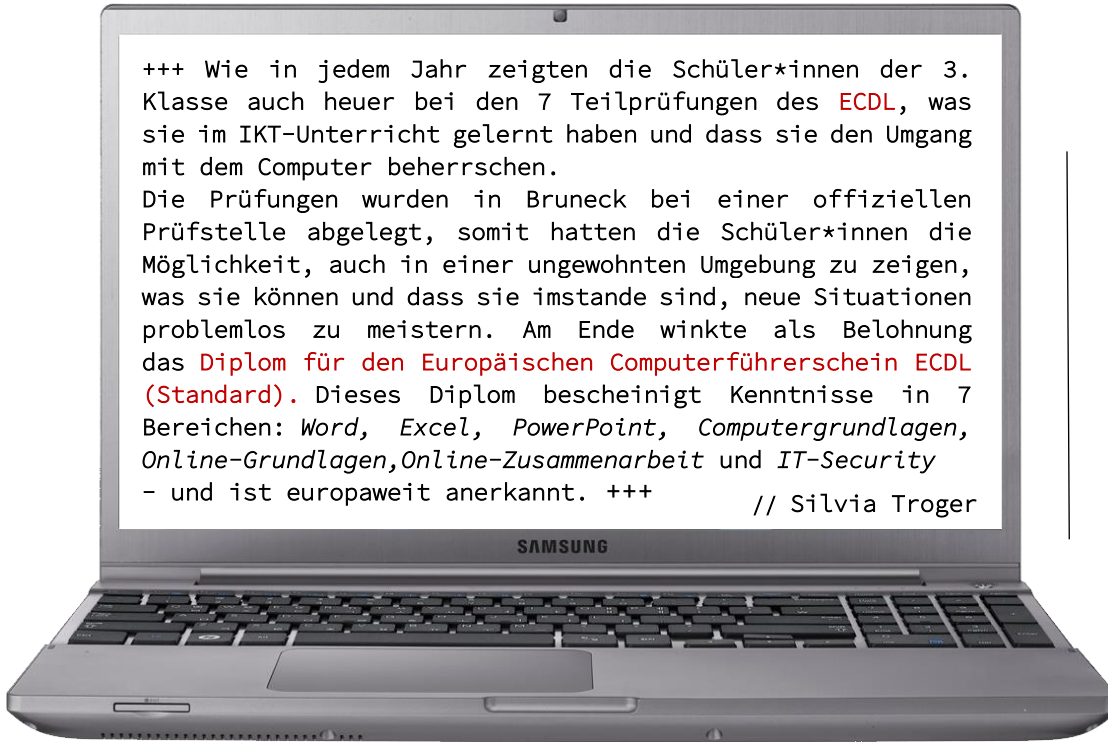 +++ Wie in jedem Jahr zeigten die Schüler*innen der 3.
Klasse auch heuer bei den 7 Teilprüfungen des ECDL, was
sie im IKT-Unterricht gelernt haben und dass sie den Umgang
mit dem Computer beherrschen.
Die Prüfungen wurden in Bruneck bei einer offiziellen
Prüfstelle abgelegt, somit hatten die Schüler*innen die
Möglichkeit, auch in einer ungewohnten Umgebung zu zeigen,
was sie können und dass sie imstande sind, neue Situationen
problemlos zu meistern. Am Ende winkte als Belohnung
das Diplom für den Europäischen Computerführerschein ECDL
(Standard). Dieses Diplom bescheinigt Kenntnisse in 7
Bereichen: Word, Excel, PowerPoint, Computergrundlagen,
Online-Grundlagen,Online-Zusammenarbeit und IT-Security
- und ist europaweit anerkannt. +++
// Silvia Troger
SAMSUNG